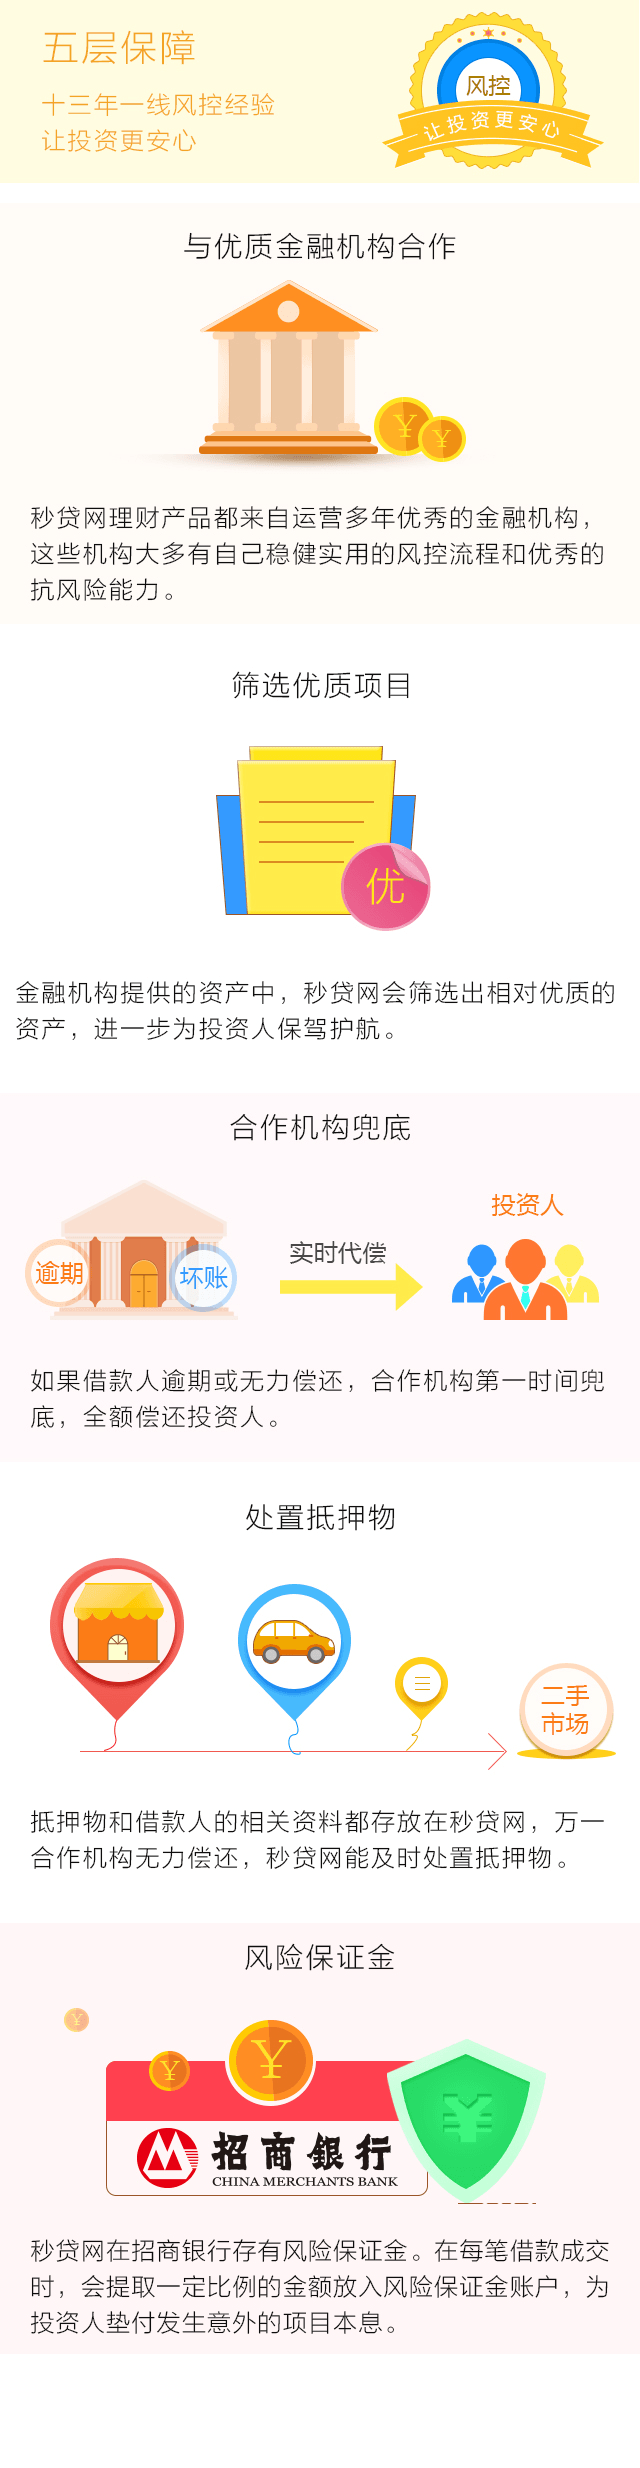 五层保障
十三年一线风控经验
让投资更安心
风控
让投资更安心
与优质金融机构合作
¥
¥
秒贷网理财产品都来自运营多年优秀的金融机构，
这些机构大多有自己稳健实用的风控流程和优秀的
抗风险能力。
筛选优质项目
优
金融机构提供的资产中，秒贷网会筛选出相对优质的
资产，进一步为投资人保驾护航。
合作机构兜底
投资人
实时代偿
逾期
坏账
如果借款人逾期或无力偿还，合作机构第一时间兜
底，全额偿还投资人。
处置抵押物
二手
市场
抵押物和借款人的相关资料都存放在秒贷网，万一
合作机构无力偿还，秒贷网能及时处置抵押物。
风险保证金
¥
¥
¥
¥
招商银行
CHINA MERCHANTS BANK
秒贷网在招商银行存有风险保证金。在每笔借款成交
时，会提取一定比例的金额放入风险保证金账户，为
投资人垫付发生意外的项目本息。